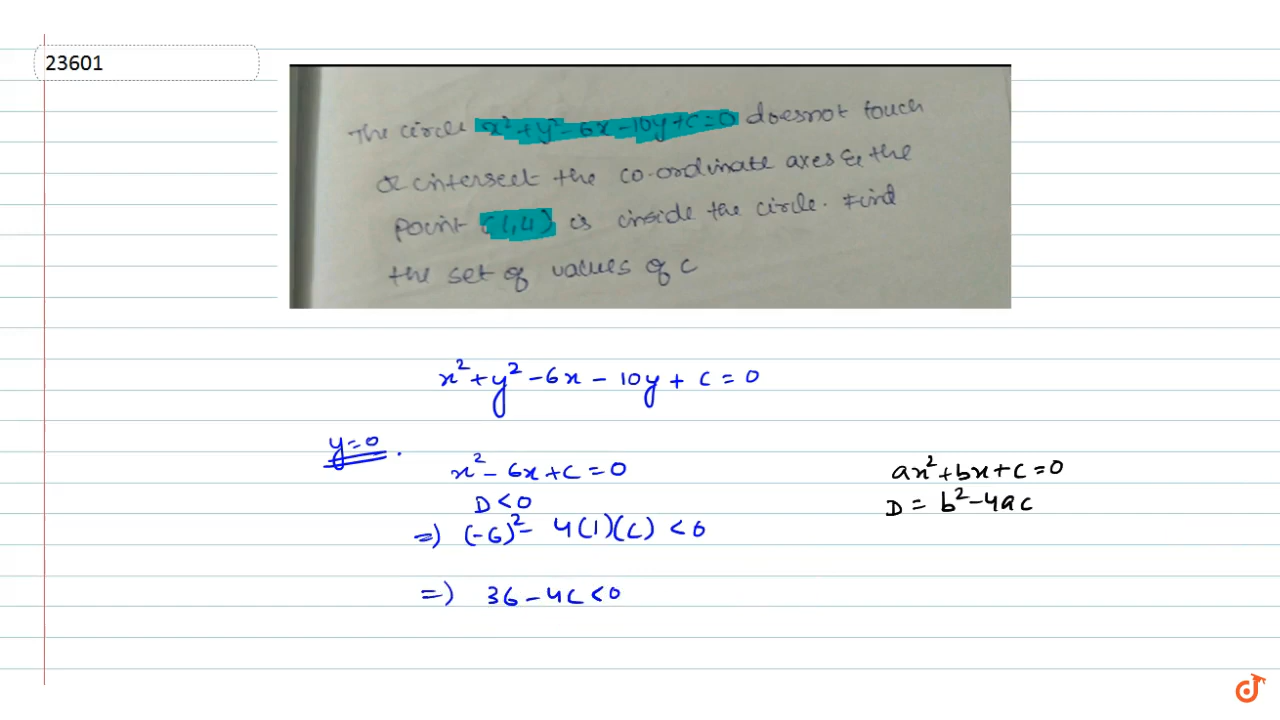 23601
The circle x²+y²-6x-10y+c=0 doesnot touch
or intersect the co-ordinate axes & the
point (1,4) is inside the circle. Find
the set of values of c
x²+y²-6x-10y+c=0
y=0.
x²-6x+c=0
D<0
=) (-6)²-4(1)(c)<0
=) 36-4c<0
ax²+bx+c=0
D=b²-4ac